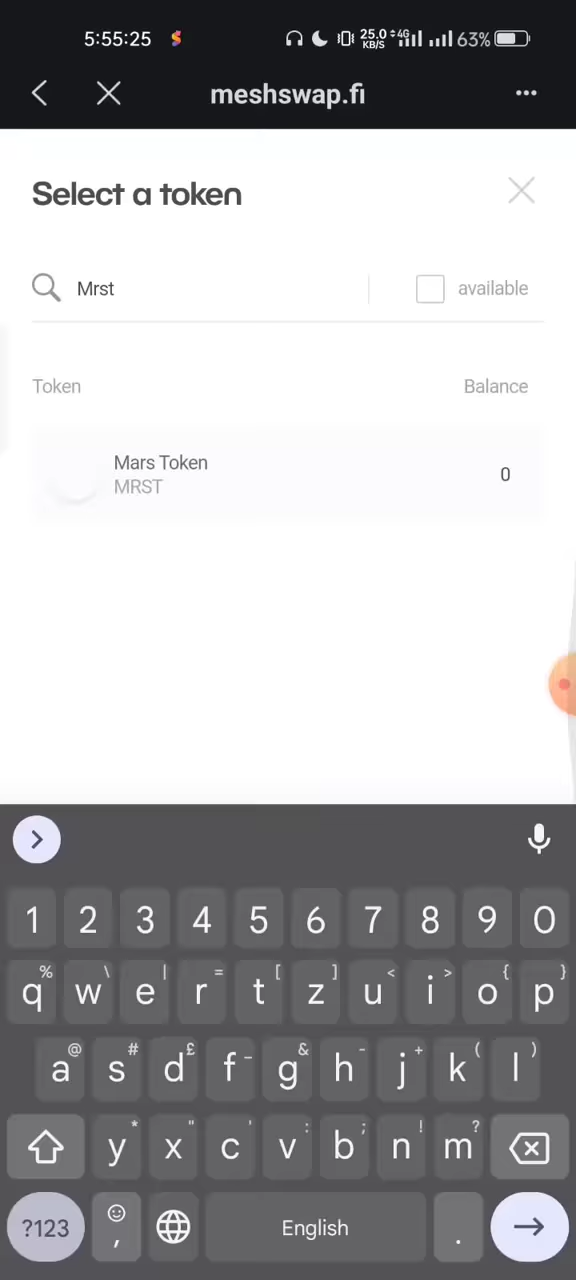 5:55:25 25.0 KB/S 4G 63%
meshswap.fi
Select a token
Mrst available
Token Balance
Mars Token 0
MRST
1 2 3 4 5 6 7 8 9 0
% \ | = [ ] < > { }
q w e r t z u i o p
@ # £ _ & - + ( )
a s d f g h j k l
* " ' : ; ! ?
y x c v b n m
?123 , English .